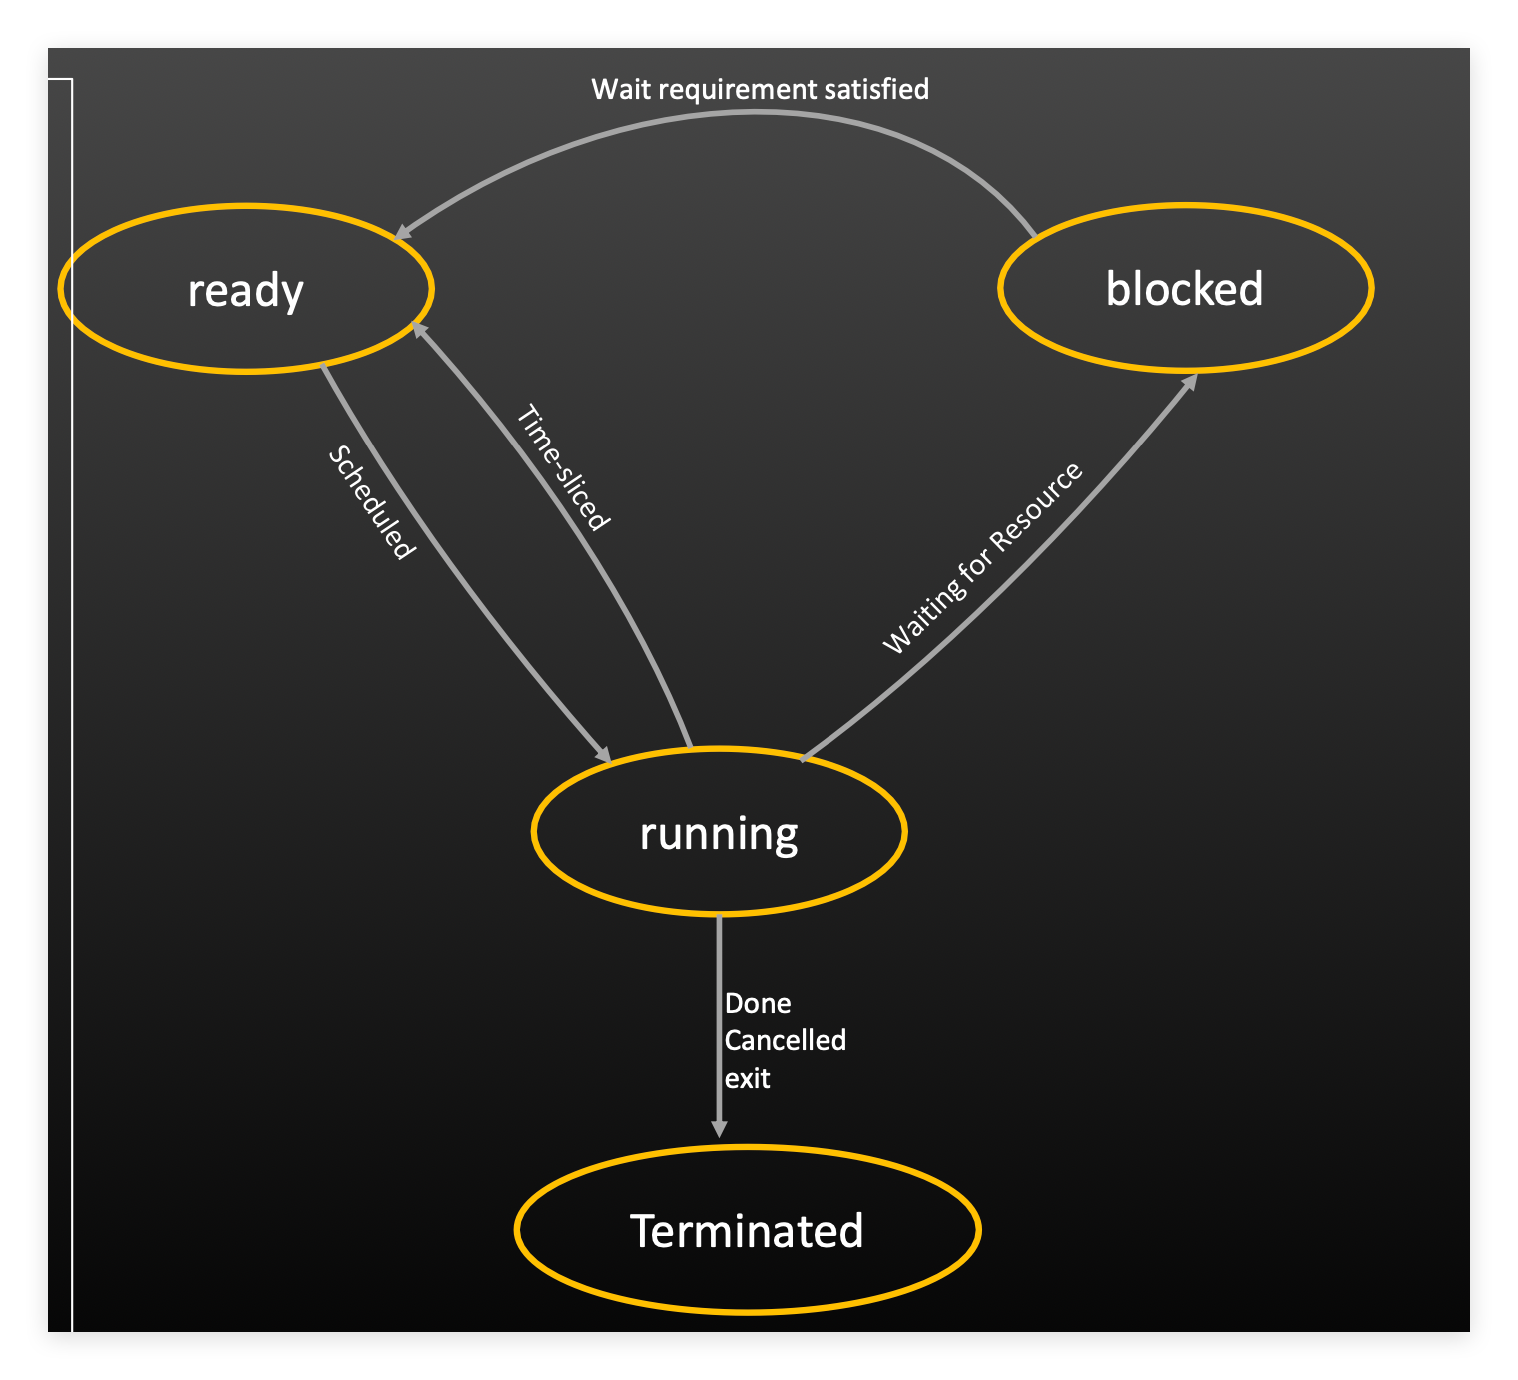 Wait requirement satisfied
ready
blocked
Scheduled
Time-sliced
Waiting for Resource
running
Done
Cancelled
exit
Terminated